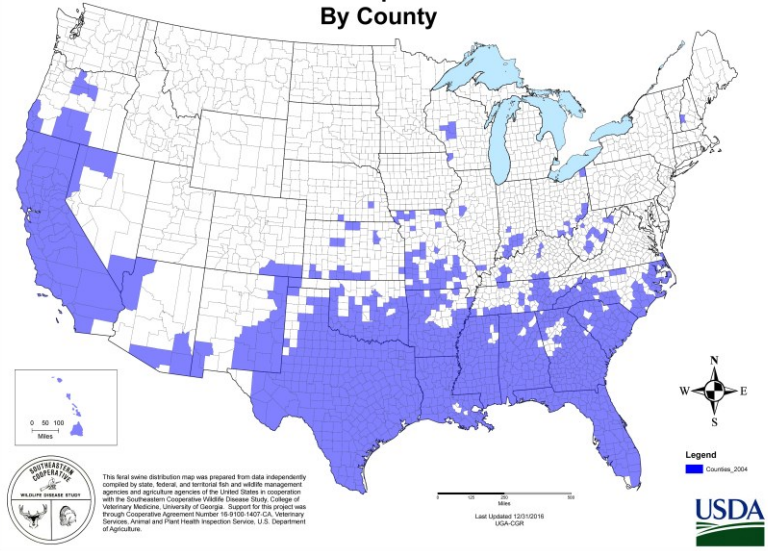 By County
N
W E
S
0 50 100
Miles
Legend
Counties_2004
SOUTHEASTERN
COOPERATIVE
WILDLIFE DISEASE STUDY
This feral swine distribution map was prepared from data independently
compiled by state, federal, and territorial fish and wildlife management
agencies and agriculture agencies of the United States in cooperation
with the Southeastern Cooperative Wildlife Disease Study, College of
Veterinary Medicine, University of Georgia. Support for this project was
through Cooperative Agreement Number 16-9100-1407-CA, Veterinary
Services, Animal and Plant Health Inspection Service, U.S. Department
of Agriculture.
0 125 250 500
Miles
Last Updated 12/31/2016
UGA-CGR
USDA